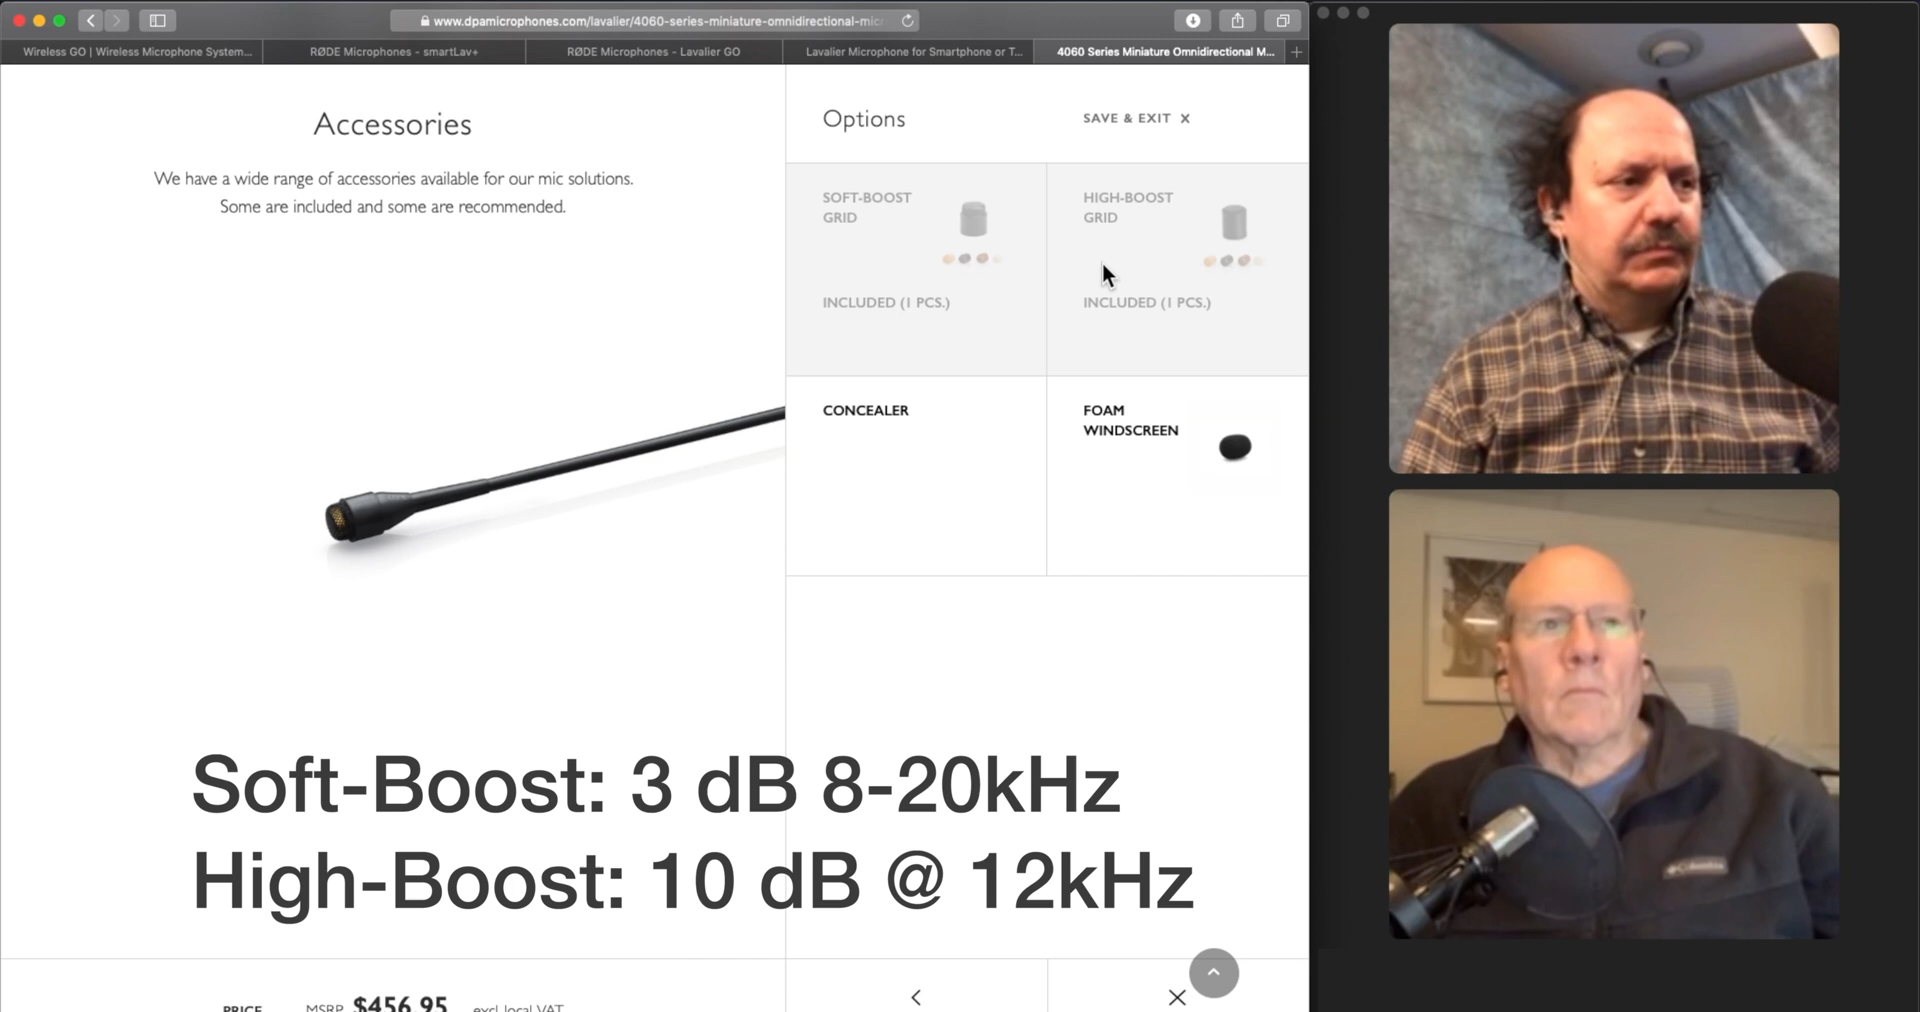 www.dpamicrophones.com/lavalier/4060-series-miniature-omnidirectional-micr
Wireless GO | Wireless Microphone System...
RØDE Microphones - smartLav+
RØDE Microphones - Lavalier GO
Lavalier Microphone for Smartphone or T...
4060 Series Miniature Omnidirectional M...
Accessories
We have a wide range of accessories available for our mic solutions.
Some are included and some are recommended.
Options
SAVE & EXIT X
SOFT-BOOST
GRID
INCLUDED (1 PCS.)
HIGH-BOOST
GRID
INCLUDED (1 PCS.)
CONCEALER
FOAM
WINDSCREEN
Soft-Boost: 3 dB 8-20kHz
High-Boost: 10 dB @ 12kHz
PRICE MSRP $456.95 excl. local VAT
Columbia